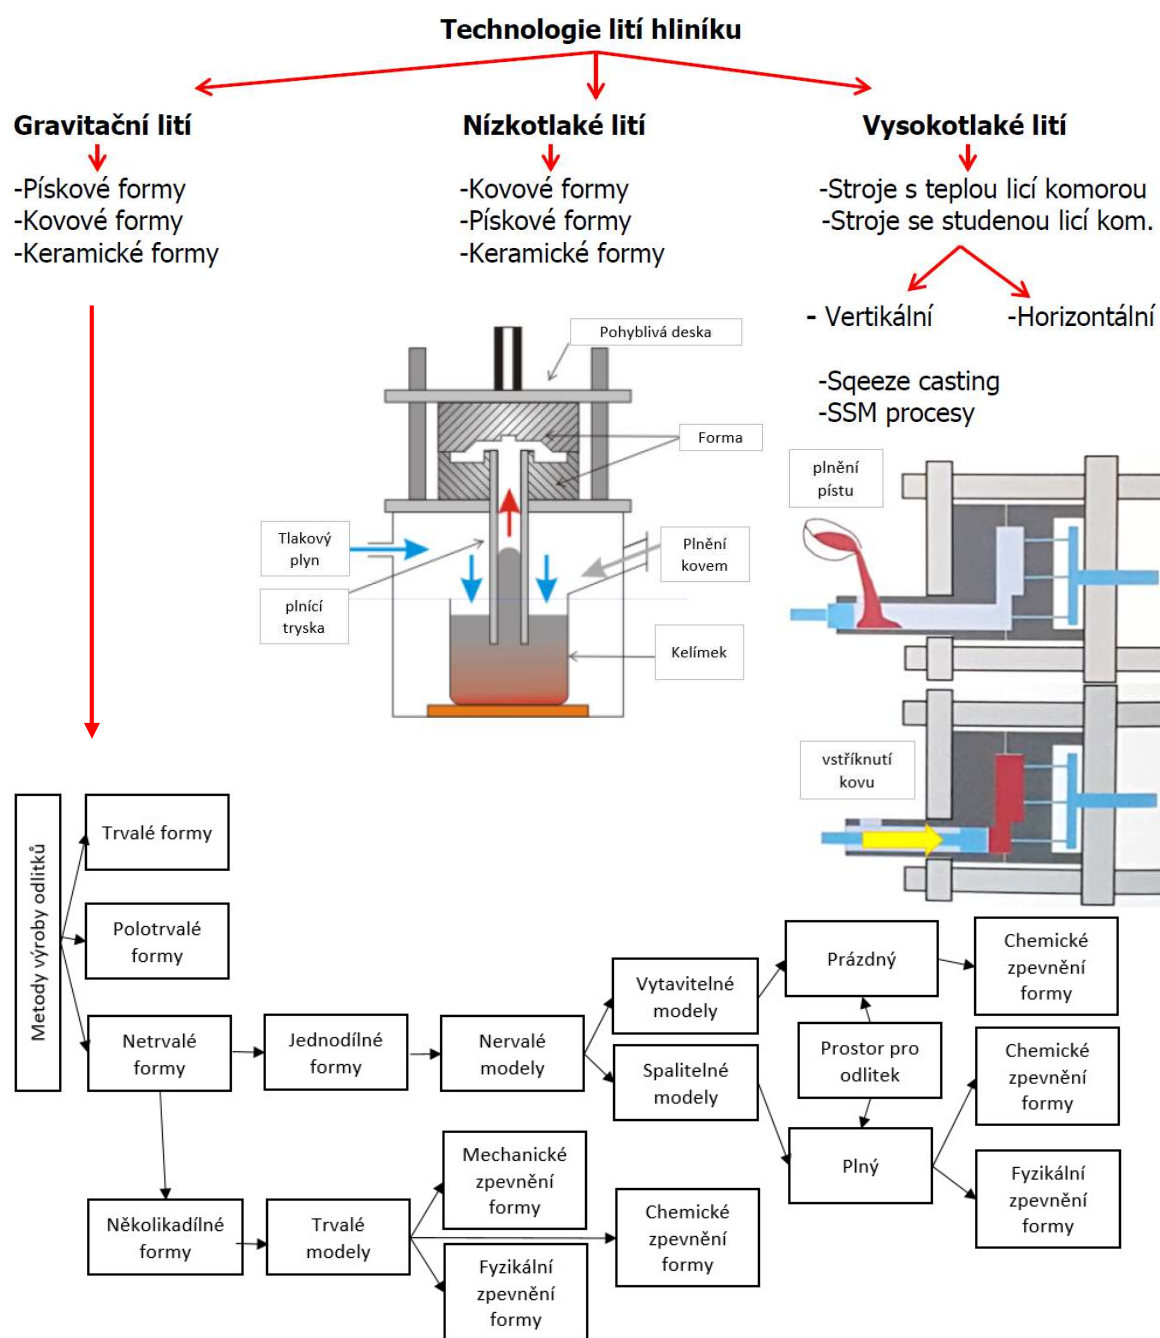 Technologie lití hliníku
Gravitační lití
-Pískové formy
-Kovové formy
-Keramické formy
Nízkotlaké lití
-Kovové formy
-Pískové formy
-Keramické formy
Vysokotlaké lití
-Stroje s teplou licí komorou
-Stroje se studenou licí kom.
- Vertikální
-Horizontální
-Sqeeze casting
-SSM procesy
Pohyblivá deska
Forma
Tlakový
plyn
Plnění
kovem
plnící
tryska
Kelímek
plnění
pístu
vstříknutí
kovu
Metody výroby odlitků
Trvalé formy
Polotrvalé
formy
Netrvalé
formy
Jednodílné
formy
Nervalé
modely
Vytavitelné
modely
Spalitelné
modely
Prázdný
Prostor pro
odlitek
Plný
Chemické
zpevnění
formy
Chemické
zpevnění
formy
Fyzikální
zpevnění
formy
Několikadílné
formy
Trvalé
modely
Mechanické
zpevnění
formy
Fyzikální
zpevnění
formy
Chemické
zpevnění
formy